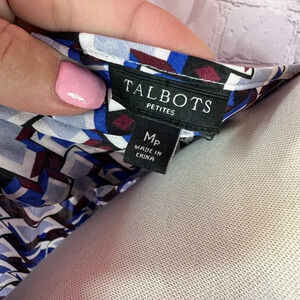 TALBOTS
PETITES
MP
MADE IN
CHINA